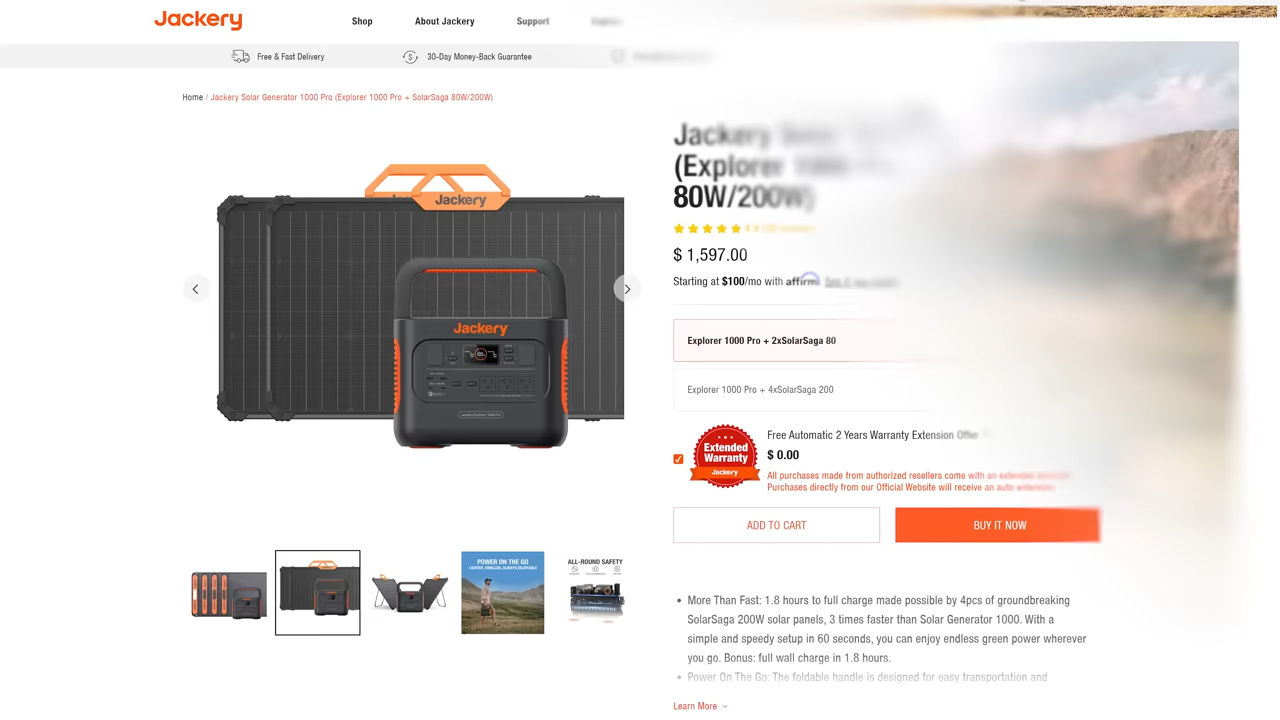 Jackery
Shop
About Jackery
Support
Free & Fast Delivery
30-Day Money-Back Guarantee
Home / Jackery Solar Generator 1000 Pro (Explorer 1000 Pro + SolarSaga 80W/200W)
Jackery
Jackery
Jackery
(Explorer 1000
80W/200W)
$ 1,597.00
Starting at $100/mo with affirm
Explorer 1000 Pro + 2xSolarSaga 80
Explorer 1000 Pro + 4xSolarSaga 200
Extended
Warranty
Jackery
Free Automatic 2 Years Warranty Extension Offer
$ 0.00
All purchases made from authorized resellers come with an extended
Purchases directly from our Official Website will receive an
ADD TO CART
BUY IT NOW
POWER ON THE GO
LIGHTER, SMALLER, ALWAYS ENJOYABLE
ALL-ROUND SAFETY
• More Than Fast: 1.8 hours to full charge made possible by 4pcs of groundbreaking
SolarSaga 200W solar panels, 3 times faster than Solar Generator 1000. With a
simple and speedy setup in 60 seconds, you can enjoy endless green power wherever
you go. Bonus: full wall charge in 1.8 hours.
• Power On The Go: The foldable handle is designed for easy transportation and
Learn More